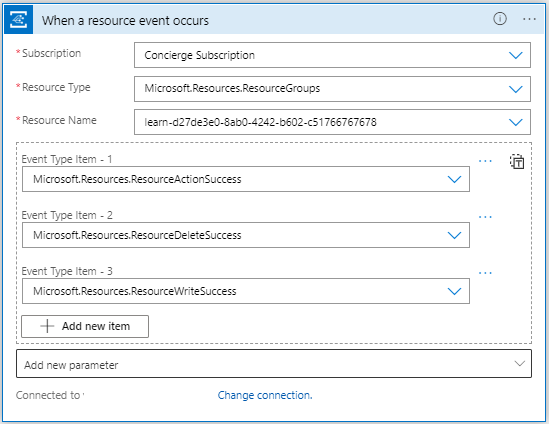 When a resource event occurs
*Subscription Concierge Subscription
*Resource Type Microsoft.Resources.ResourceGroups
*Resource Name learn-d27de3e0-8ab0-4242-b602-c51766767678
Event Type Item - 1
Microsoft.Resources.ResourceActionSuccess
Event Type Item - 2
Microsoft.Resources.ResourceDeleteSuccess
Event Type Item - 3
Microsoft.Resources.ResourceWriteSuccess
Add new item
Add new parameter
Connected to Change connection.